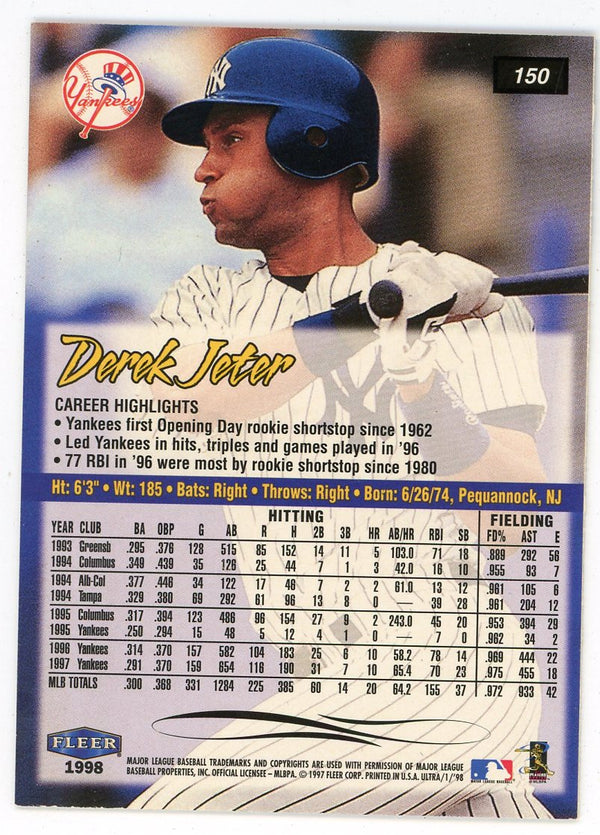 Yankees
150
Derek Jeter
CAREER HIGHLIGHTS
• Yankees first Opening Day rookie shortstop since 1962
• Led Yankees in hits, triples and games played in '96
• 77 RBI in '96 were most by rookie shortstop since 1980
Ht: 6'3" • Wt: 185 • Bats: Right • Throws: Right • Born: 6/26/74, Pequannock, NJ
HITTING FIELDING
YEAR CLUB BA OBP G AB R H 2B 3B HR AB/HR RBI SB FD% AST E
1993 Greensb .295 .376 128 515 85 152 14 11 5 103.0 71 18 .889 292 56
1994 Columbus .349 .439 35 126 25 44 7 1 3 42.0 16 10 .955 93 7
1994 Alb-Col .377 .446 34 122 17 46 7 2 2 61.0 13 12 .961 105 6
1994 Tampa .329 .380 69 292 61 96 13 8 0 — 39 28 .961 204 12
1995 Columbus .317 .394 123 486 96 154 27 9 2 243.0 45 20 .953 394 29
1995 Yankees .250 .294 15 48 5 12 4 1 0 — 7 0 .962 34 2
1996 Yankees .314 .370 157 582 104 183 25 6 10 58.2 78 14 .969 444 22
1997 Yankees .291 .370 159 654 116 190 31 7 10 65.4 70 23 .975 455 18
MLB TOTALS .300 .368 331 1284 225 385 60 14 20 64.2 155 37 .972 933 42
FLEER
1998
MAJOR LEAGUE BASEBALL TRADEMARKS AND COPYRIGHTS ARE USED WITH PERMISSION OF MAJOR LEAGUE
BASEBALL PROPERTIES, INC. OFFICIAL LICENSEE - MLBPA. © 1997 FLEER CORP. PRINTED IN U.S.A. ULTRA/1/'98